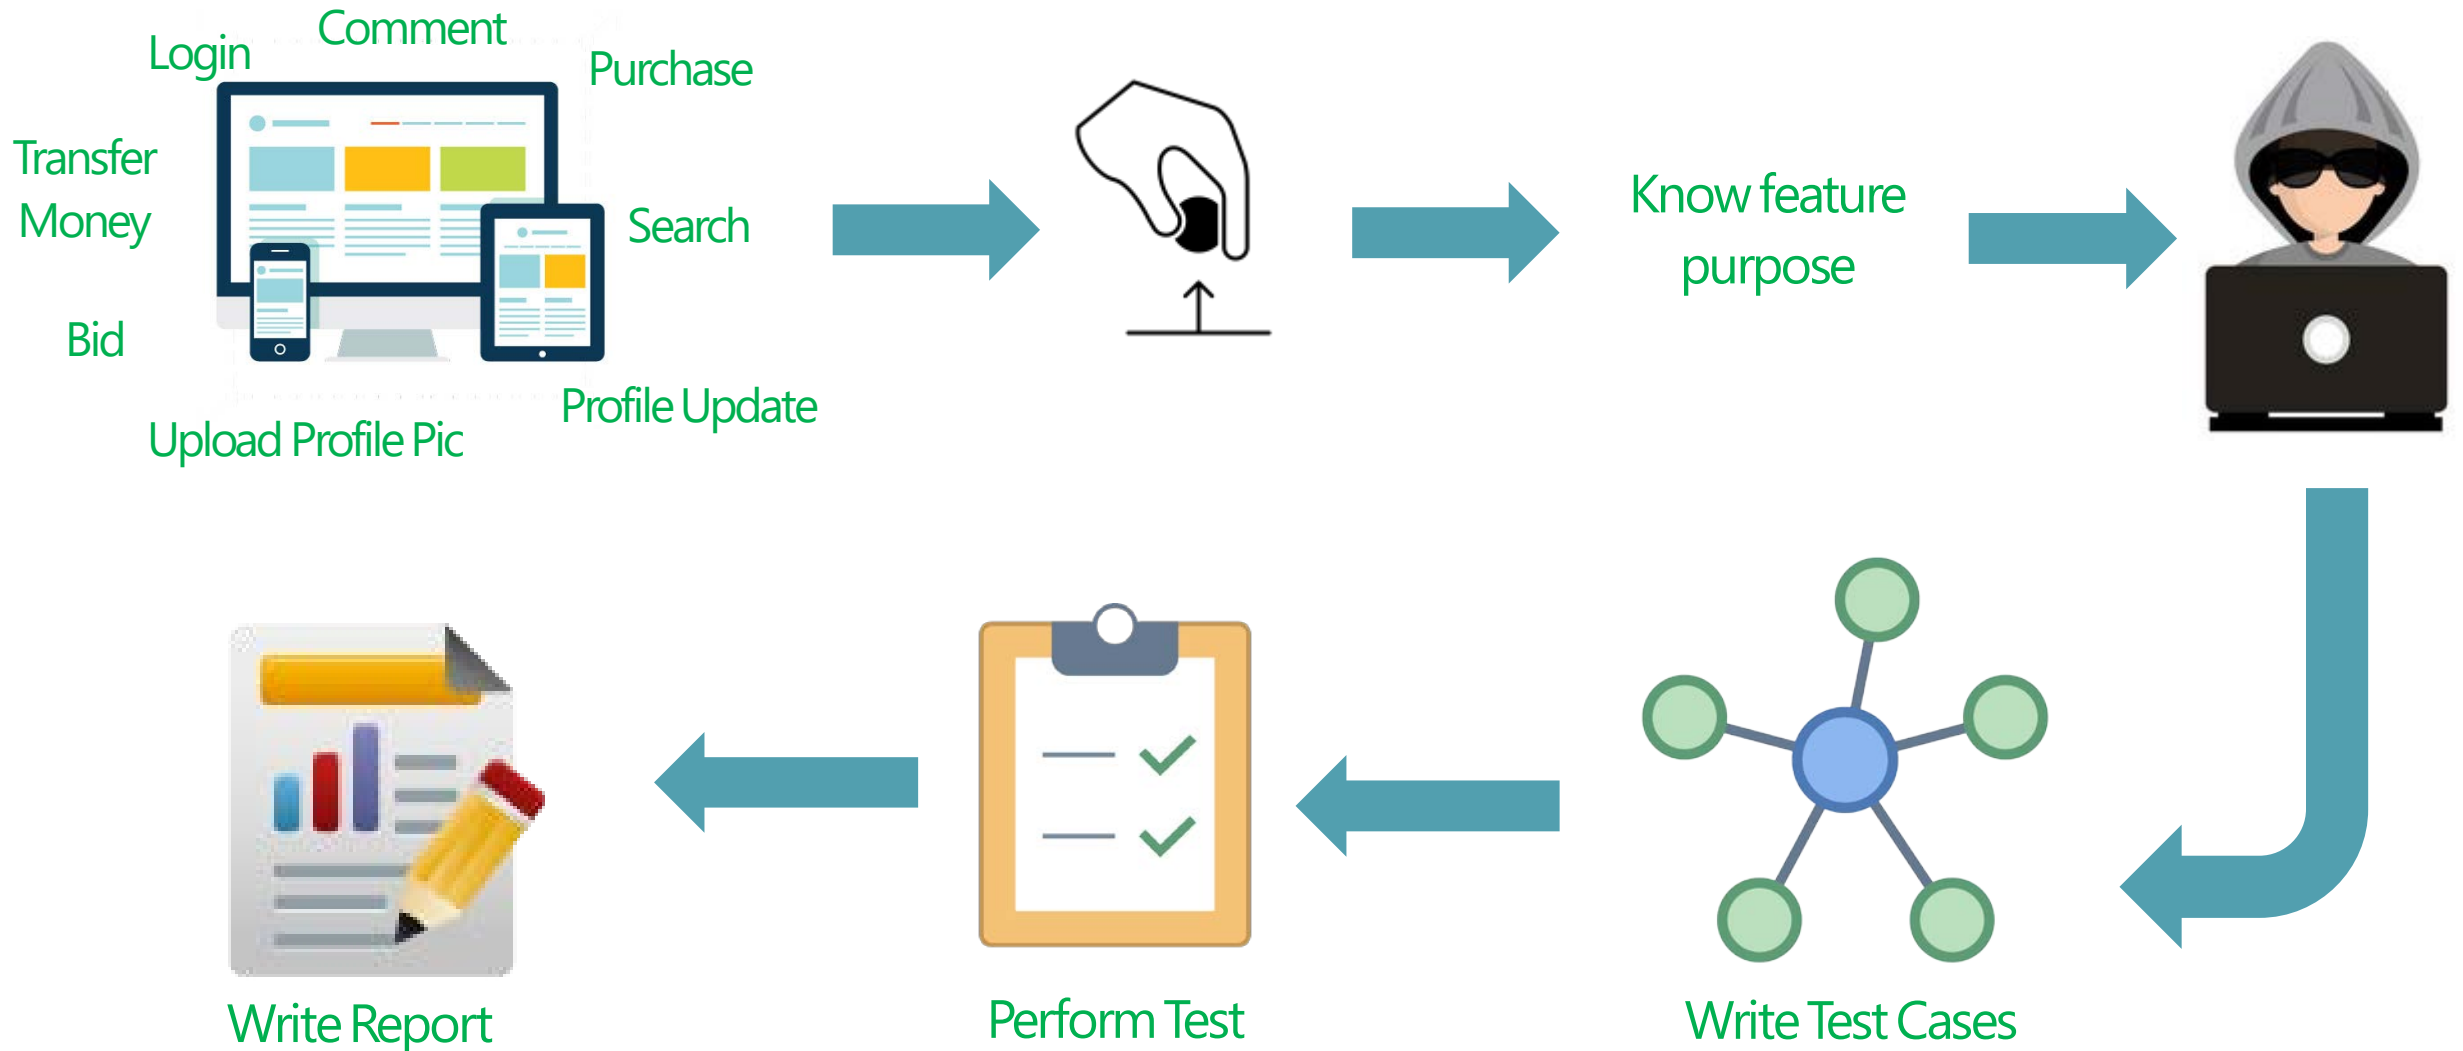 Comment
Login
Purchase
Transfer
Money
Search
Bid
Profile Update
Upload Profile Pic
Know feature
purpose
Write Report
Perform Test
Write Test Cases